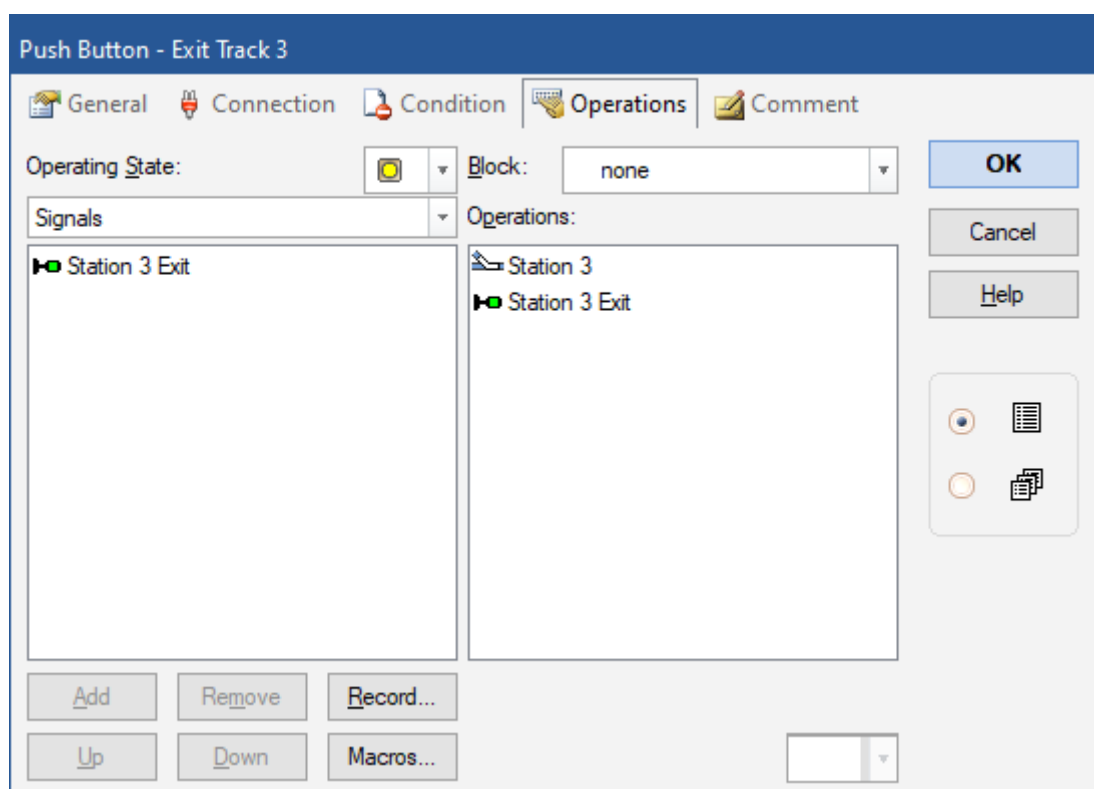 Push Button - Exit Track 3
General Connection Condition Operations Comment
Operating State: Block: none
OK
Signals Operations:
Cancel
Station 3 Exit Station 3
Station 3 Exit
Help
Add Remove Record...
Up Down Macros...